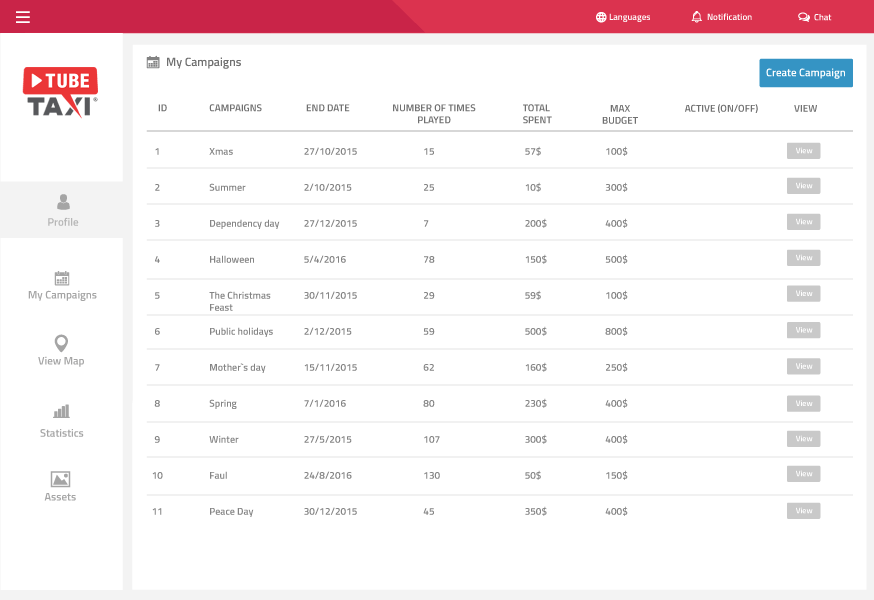 Languages Notification Chat
TUBE
TAXI®
My Campaigns
Create Campaign
ID CAMPAIGNS END DATE NUMBER OF TIMES PLAYED TOTAL SPENT MAX BUDGET ACTIVE (ON/OFF) VIEW
1 Xmas 27/10/2015 15 57$ 100$ View
2 Summer 2/10/2015 25 10$ 300$ View
3 Dependency day 27/12/2015 7 200$ 400$ View
4 Halloween 5/4/2016 78 150$ 500$ View
5 The Christmas Feast 30/11/2015 29 59$ 100$ View
6 Public holidays 2/12/2015 59 500$ 800$ View
7 Mother`s day 15/11/2015 62 160$ 250$ View
8 Spring 7/1/2016 80 230$ 400$ View
9 Winter 27/5/2015 107 300$ 400$ View
10 Faul 24/8/2016 130 50$ 150$ View
11 Peace Day 30/12/2015 45 350$ 400$ View
Profile
My Campaigns
View Map
Statistics
Assets